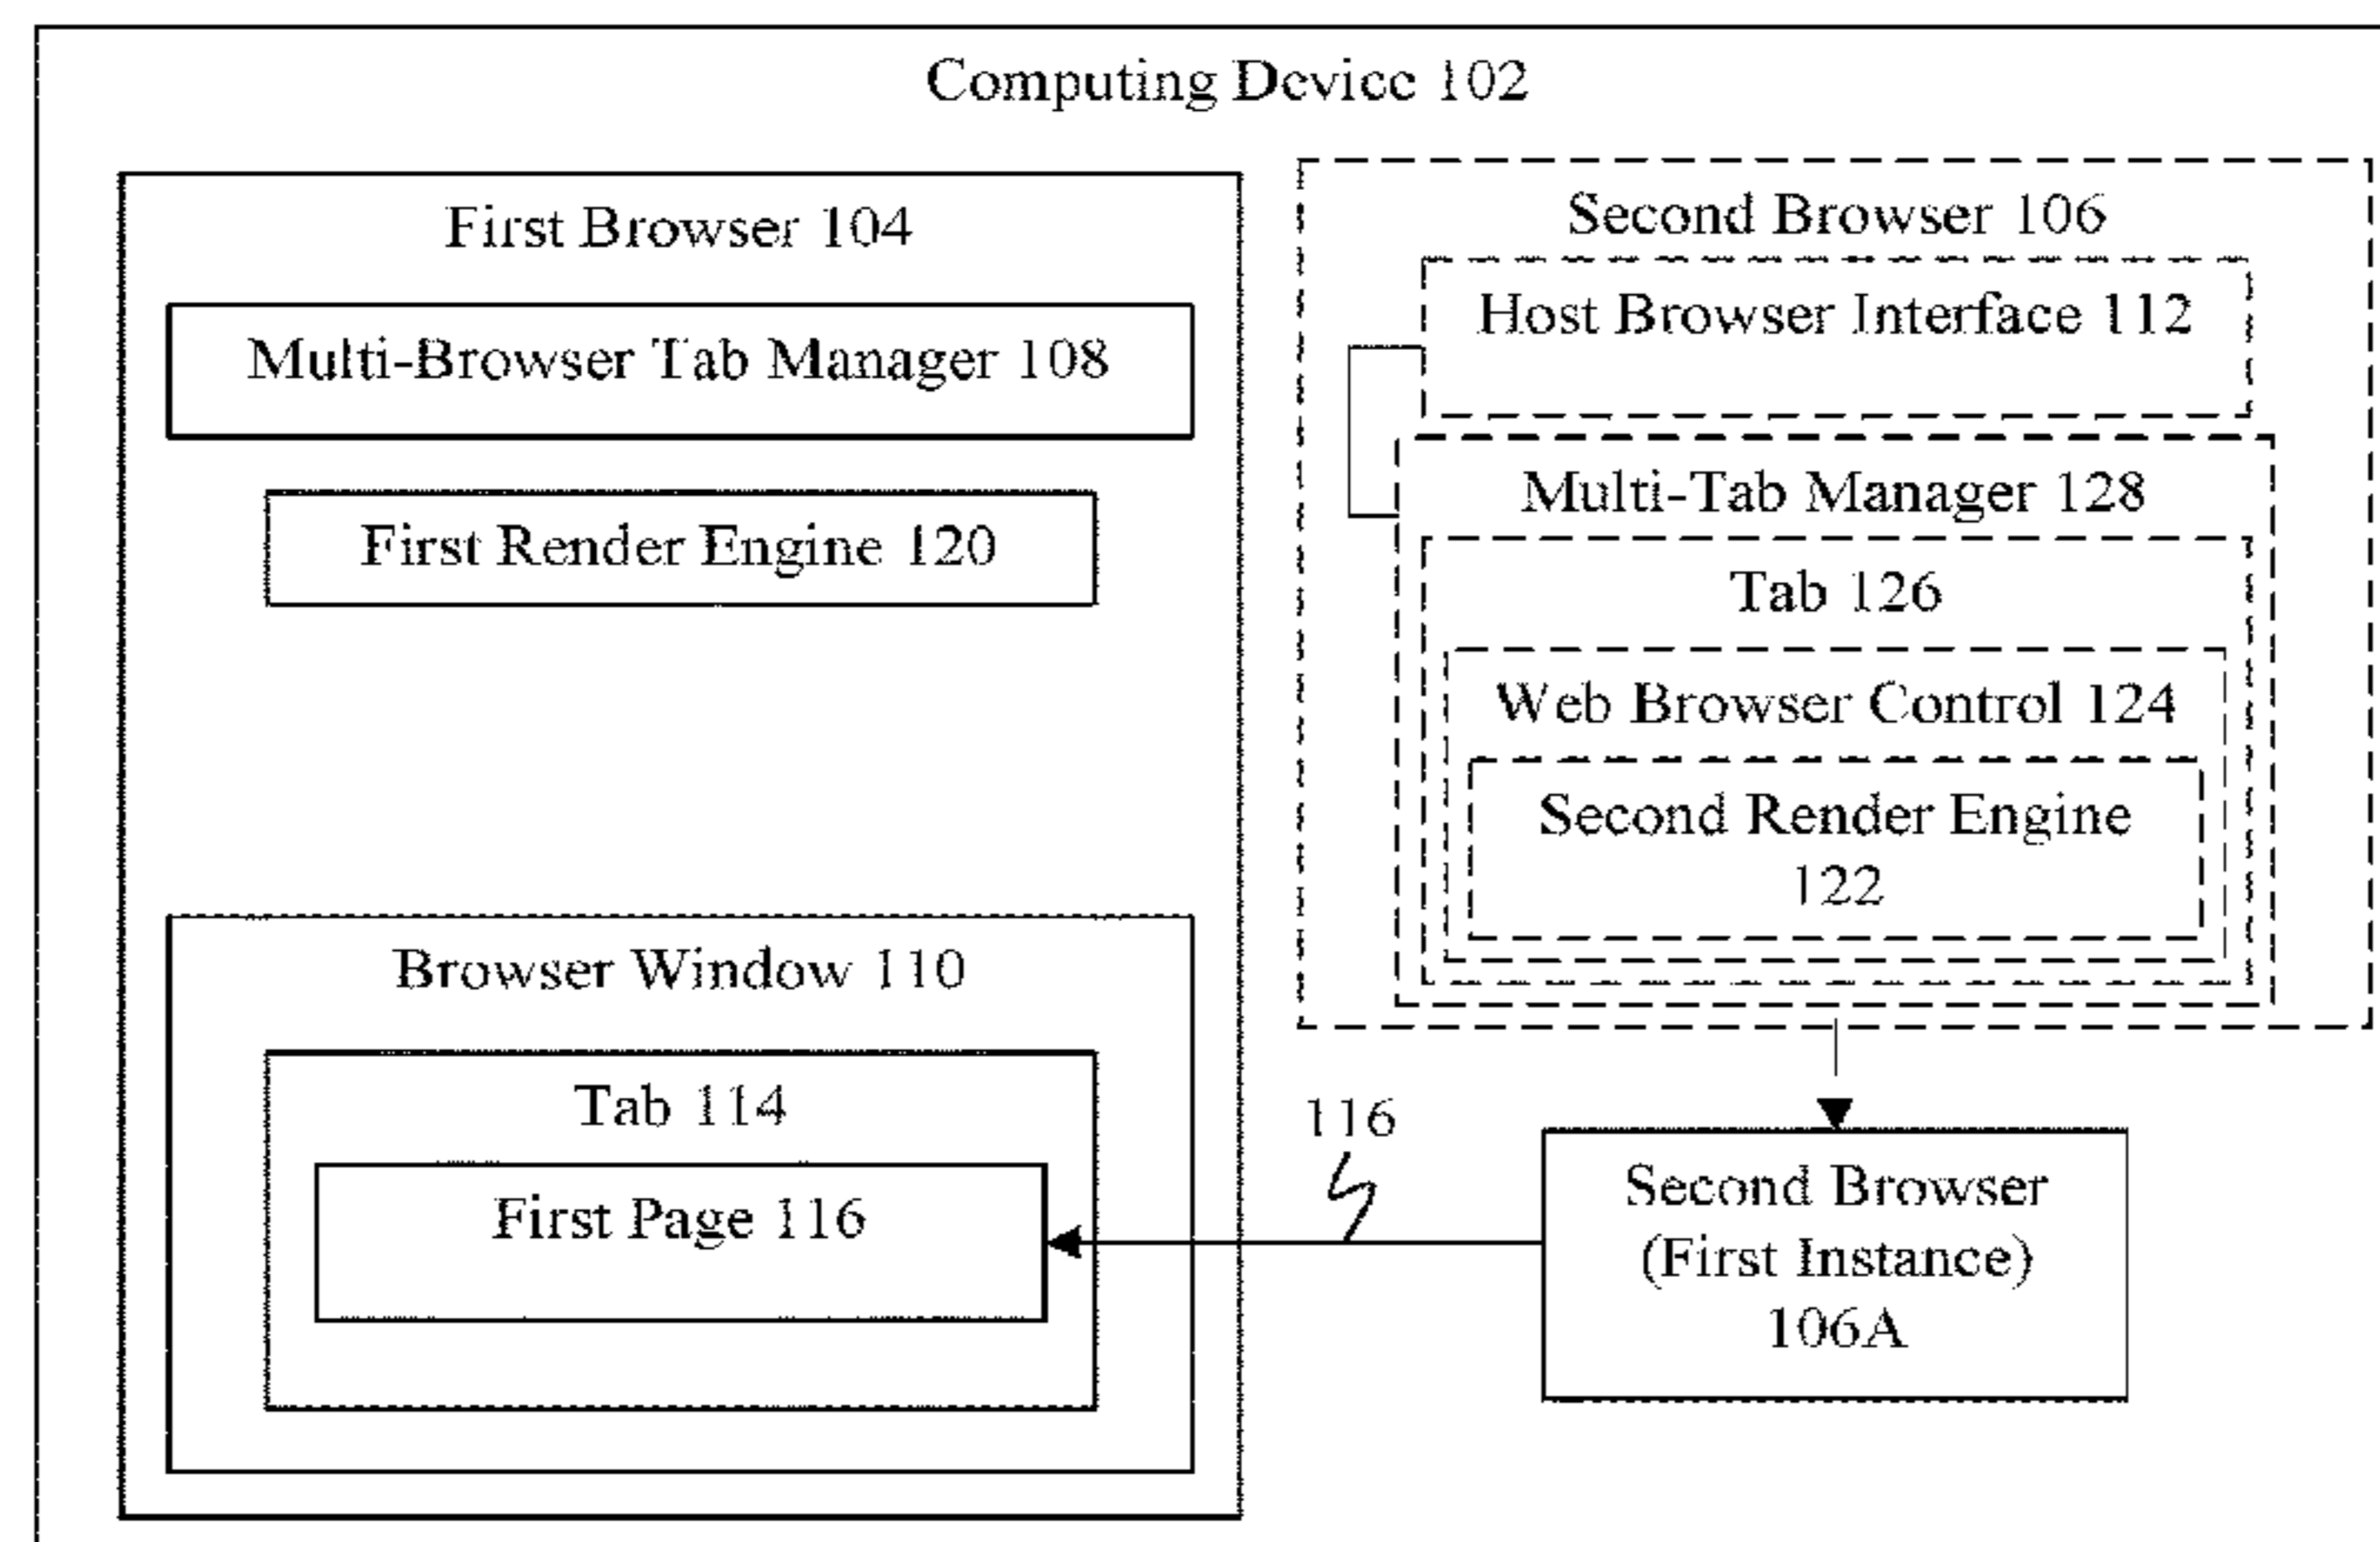 Computing Device 102
First Browser 104
Multi-Browser Tab Manager 108
First Render Engine 120
Browser Window 110
Tab 114
First Page 116
Second Browser 106
Host Browser Interface 112
Multi-Tab Manager 128
Tab 126
Web Browser Control 124
Second Render Engine
122
116
Second Browser
(First Instance)
106A